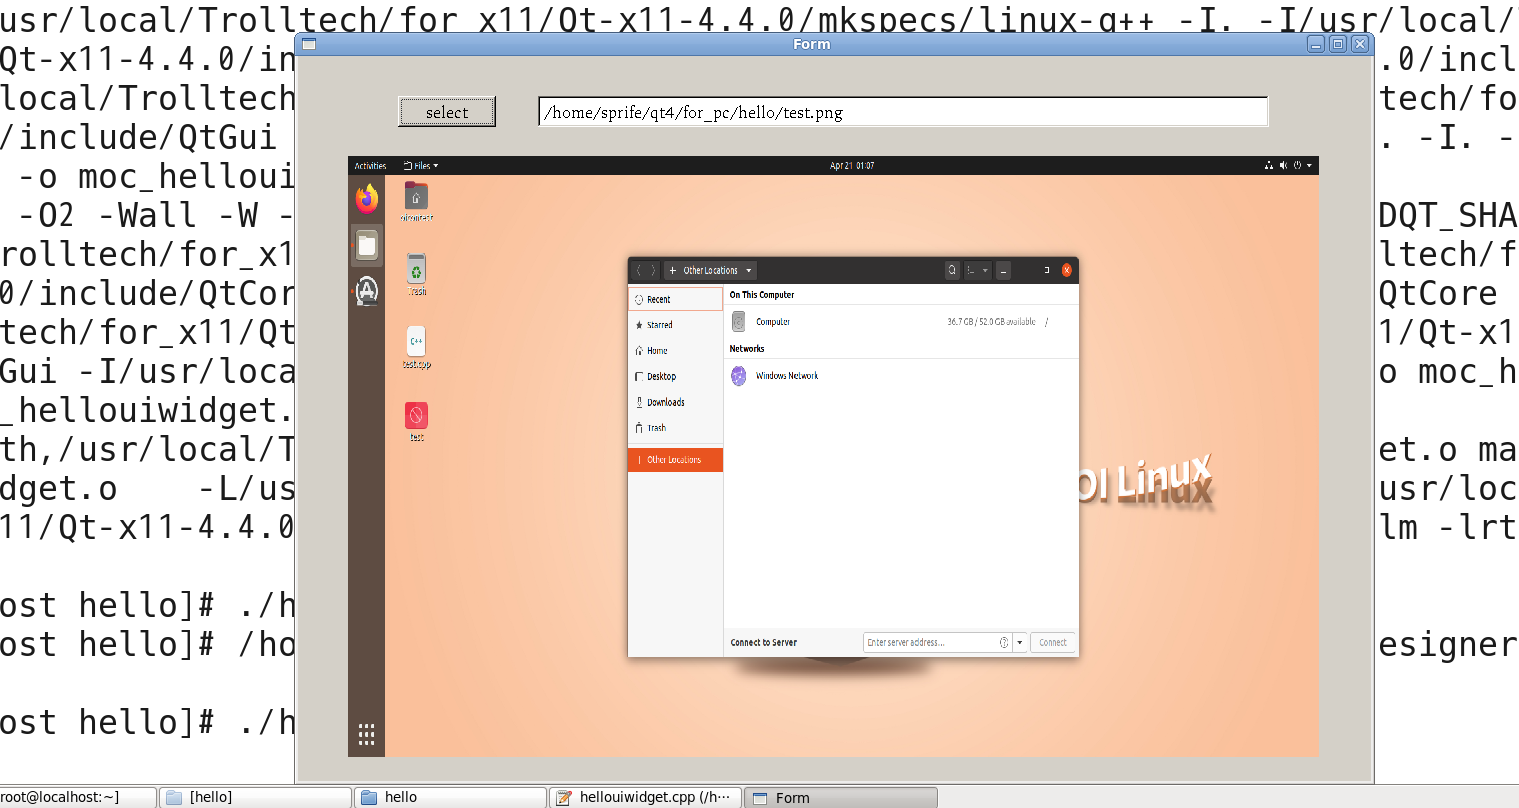 usr/local/Trolltech/for_x11/Qt-x11-4.4.0/mkspecs/linux-g++ -I. -I/usr/local/
Form
Qt-x11-4.4.0/in
.0/incl
local/Trolltech
tech/fo
select
/home/sprife/qt4/for_pc/hello/test.png
/include/QtGui
. -I. -
-o moc_helloui
-O2 -Wall -W -
DQT_SHA
rolltech/for_x1
ltech/f
0/include/QtCor
QtCore
tech/for_x11/Qt
1/Qt-x1
Gui -I/usr/loca
o moc_h
_hellouiwidget.
th,/usr/local/T
et.o ma
dget.o -L/us
usr/loc
11/Qt-x11-4.4.0
lm -lrt
ost hello]# ./h
ost hello]# /ho
esigner
ost hello]# ./h
Activities
Files
Apr 21 01:07
Trash
C++
test.cpp
test
Other Locations
Recent
Starred
Home
Desktop
Downloads
Trash
Other Locations
On This Computer
Computer
36.7 GB / 52.0 GB available /
Networks
Windows Network
OI Linux
Connect to Server
Enter server address...
Connect
root@localhost:~]
[hello]
hello
hellouiwidget.cpp (/h⋯
Form